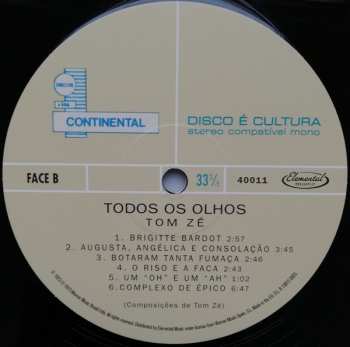 CONTINENTAL
DISCO É CULTURA
stereo compatível mono
FACE B
33⅓
40011
Elemental
TODOS OS OLHOS
TOM ZÉ
1. BRIGITTE BARDOT 2:57
2. AUGUSTA, ANGÉLICA E CONSOLAÇÃO 3:45
3. BOTARAM TANTA FUMAÇA 2:46
4. O RISO E A FACA 2:43
5. UM "OH" E UM "AH" 1:02
6. COMPLEXO DE ÉPICO 6:47
(Composições de Tom Zé)